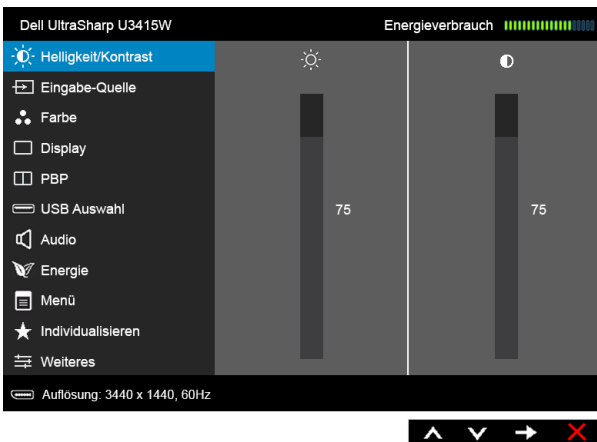 Dell UltraSharp U3415W Energieverbrauch
Helligkeit/Kontrast
Eingabe-Quelle
Farbe
Display
PBP
USB Auswahl 75 75
Audio
Energie
Menü
Individualisieren
Weiteres
Auflösung: 3440 x 1440, 60Hz